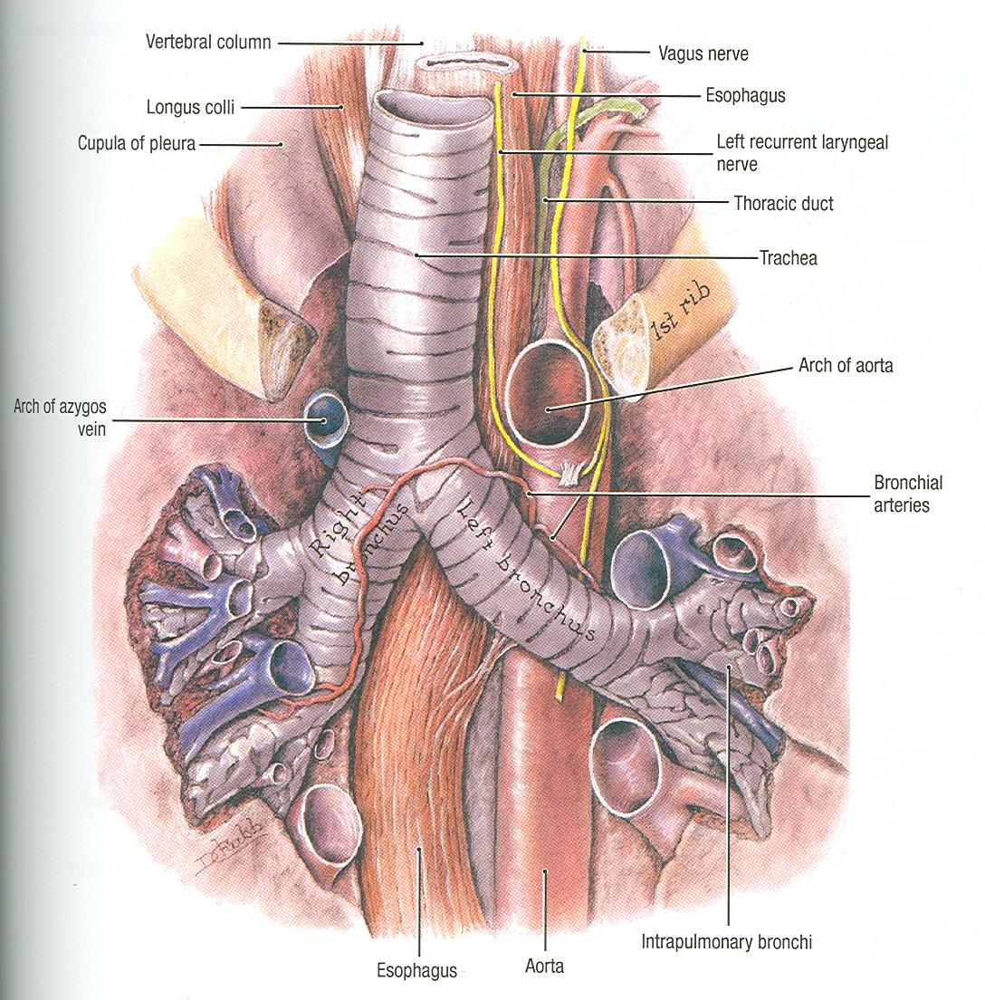 Vertebral column
Vagus nerve
Esophagus
Longus colli
Cupula of pleura
Left recurrent laryngeal
nerve
Thoracic duct
Trachea
1st rib
Arch of aorta
Arch of azygos
vein
Bronchial
arteries
Right
bronchus
Left bronchus
Intrapulmonary bronchi
Esophagus
Aorta